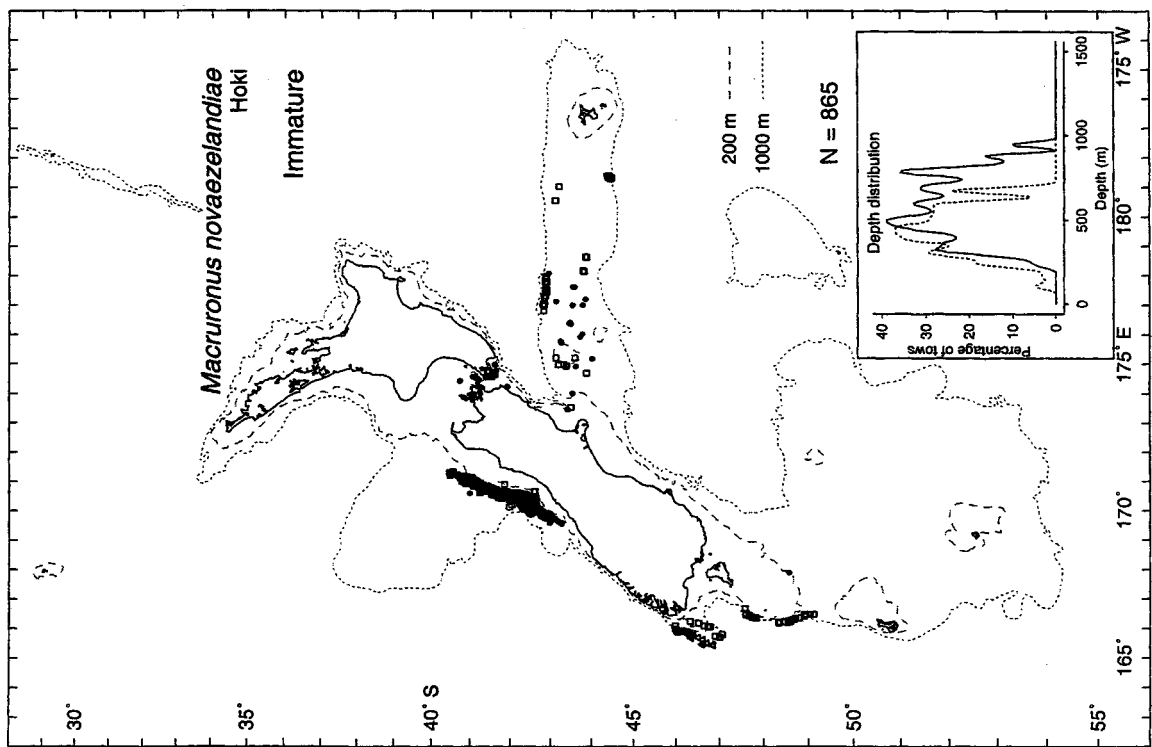 Macruronus novaezelandiae
Hoki
Immature
200 m
1000 m
N = 865
30°
35°
40° S
45°
50°
55°
165°
170°
175° E
180°
175° W
Depth distribution
Percentage of tows
40
30
20
10
0
0
500
1000
1500
Depth (m)